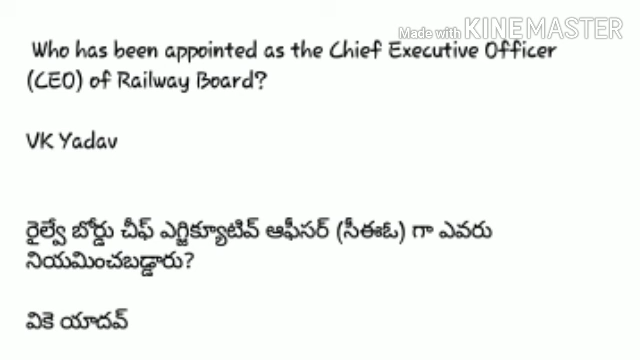 Made with KINEMASTER
Who has been appointed as the Chief Executive Officer
(CEO) of Railway Board?
VK Yadav
రైల్వే బోర్డు చీఫ్ ఎగ్జిక్యూటివ్ ఆఫీసర్ (సీఈఓ) గా ఎవరు
నియమించబడ్డారు?
వికె యాదవ్